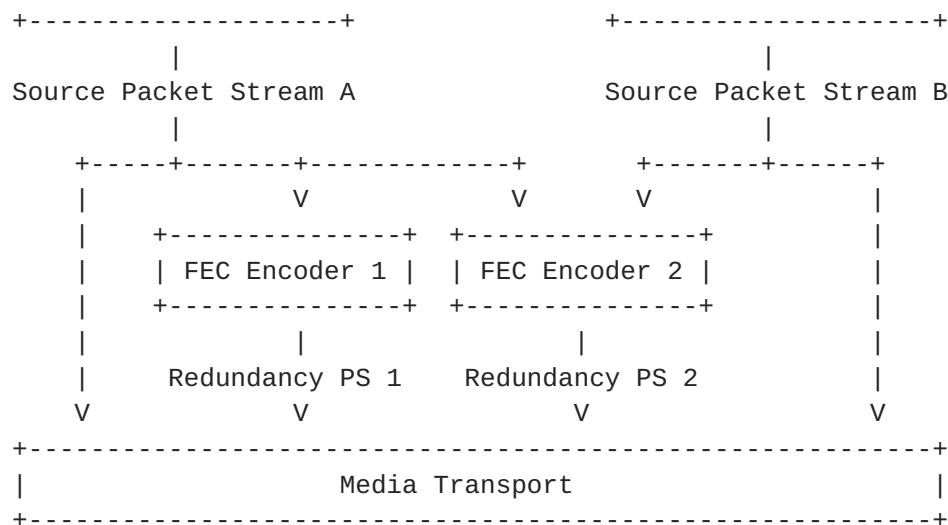 +--------------------+                +--------------------+
          |                                     |
Source Packet Stream A                Source Packet Stream B
          |                                     |
    +-----+-------+-------------+       +-------+------+
    |             V             V       V              |
    |    +---------------+  +---------------+          |
    |    | FEC Encoder 1 |  | FEC Encoder 2 |          |
    |    +---------------+  +---------------+          |
    |             |                 |                  |
    |     Redundancy PS 1    Redundancy PS 2           |
    V             V                 V                  V
+----------------------------------------------------------+
|                    Media Transport                       |
+----------------------------------------------------------+